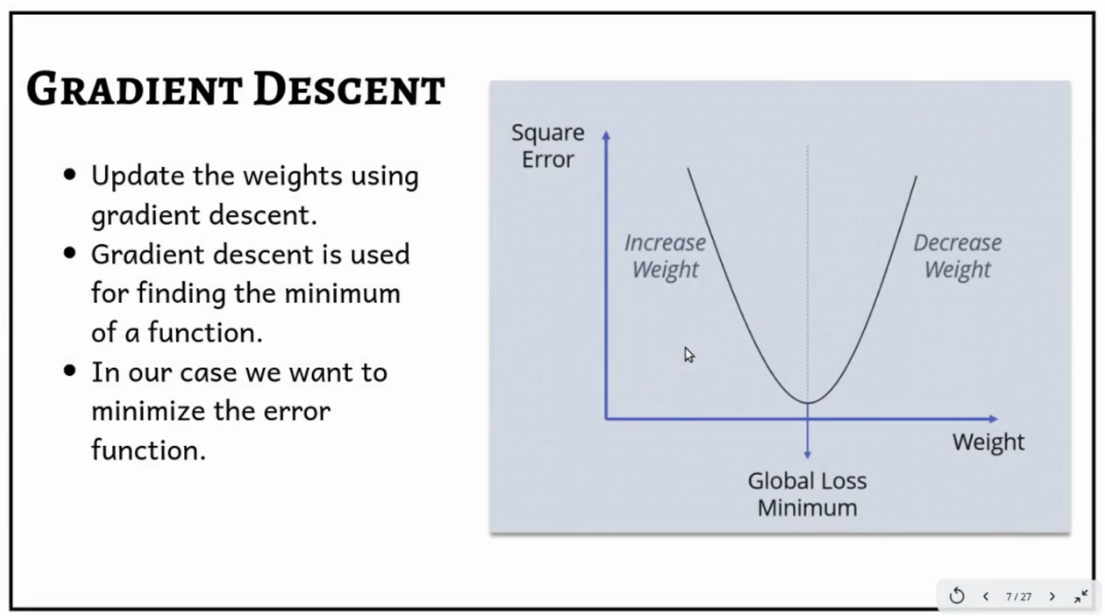 GRADIENT DESCENT
• Update the weights using
gradient descent.
• Gradient descent is used
for finding the minimum
of a function.
• In our case we want to
minimize the error
function.
Square
Error
Increase
Weight
Decrease
Weight
Weight
Global Loss
Minimum
7 / 27